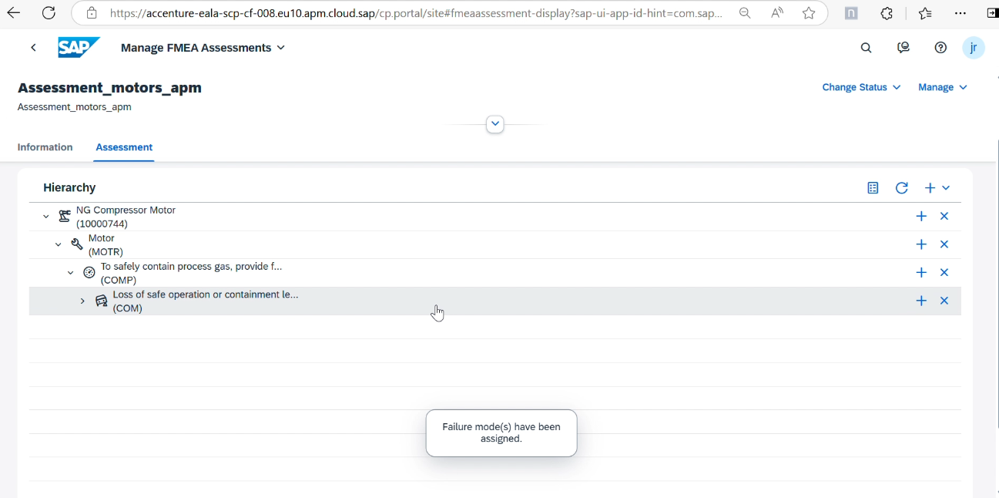 https://accenture-eala-scp-cf-008.eu10.apm.cloud.sap/cp.portal/site#fmeaassessment-display?sap-ui-app-id-hint=com.sap...
n
SAP Manage FMEA Assessments
jr
Assessment_motors_apm
Change Status
Manage
Assessment_motors_apm
Information
Assessment
Hierarchy
NG Compressor Motor
(10000744)
Motor
(MOTR)
To safely contain process gas, provide f...
(COMP)
Loss of safe operation or containment le...
(COM)
Failure mode(s) have been
assigned.